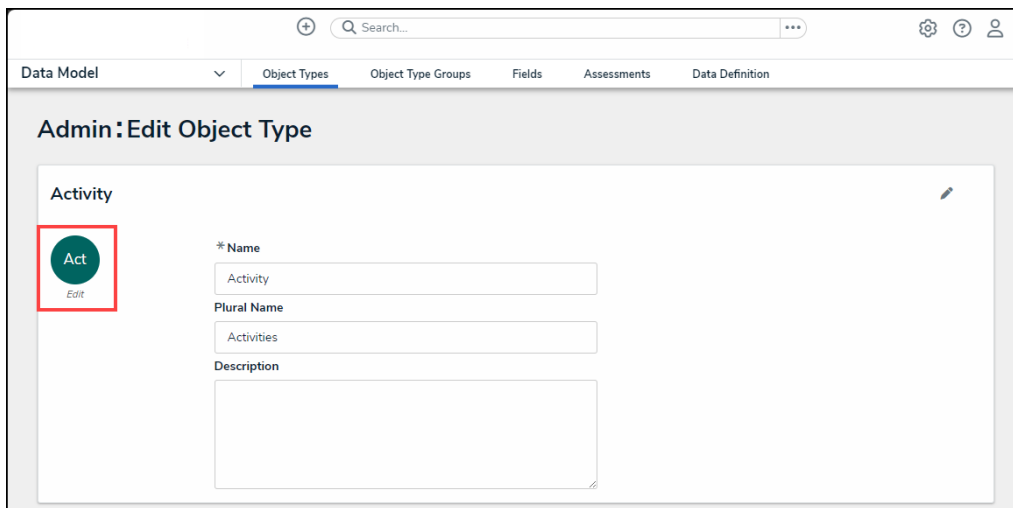 Search...
Data Model
Object Types
Object Type Groups
Fields
Assessments
Data Definition
Admin:Edit Object Type
Activity
Act
Edit
*Name
Activity
Plural Name
Activities
Description